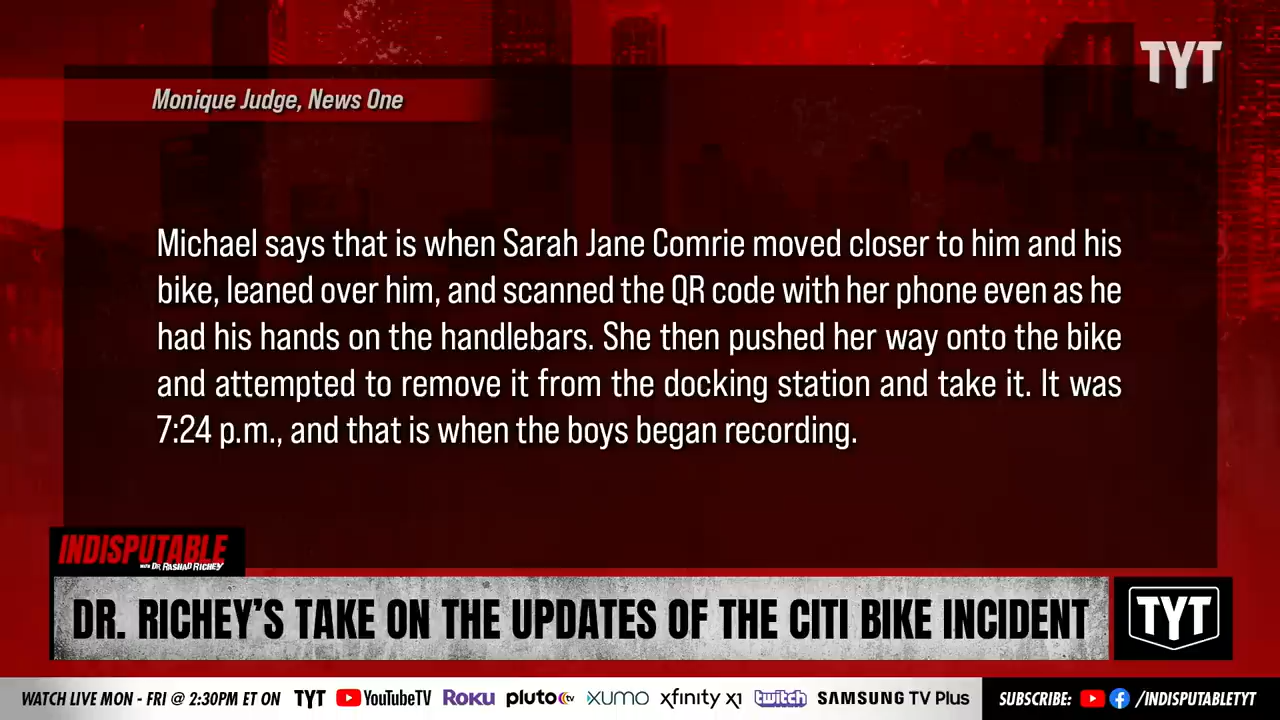 TYT
Monique Judge, News One
Michael says that is when Sarah Jane Comrie moved closer to him and his
bike, leaned over him, and scanned the QR code with her phone even as he
had his hands on the handlebars. She then pushed her way onto the bike
and attempted to remove it from the docking station and take it. It was
7:24 p.m., and that is when the boys began recording.
INDISPUTABLE
WITH DR. RASHAD RICHEY
DR. RICHEY'S TAKE ON THE UPDATES OF THE CITI BIKE INCIDENT
TYT
WATCH LIVE MON - FRI @ 2:30PM ET ON TYT YouTubeTV ROKU pluto tv xumo xfinity x1 twitch SAMSUNG TV Plus SUBSCRIBE: /INDISPUTABLETYT